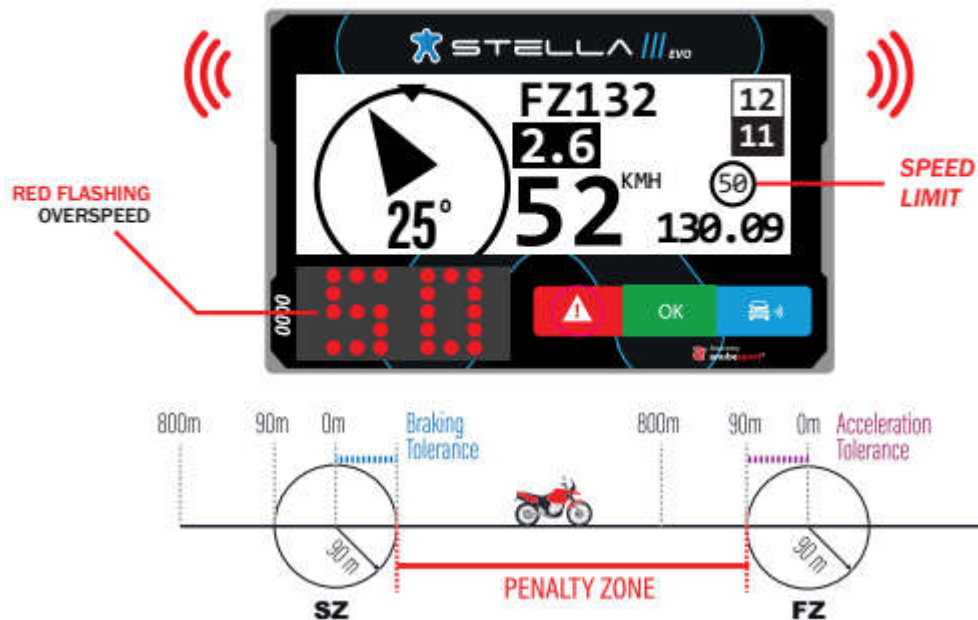 STELLA III EVO
FZ132
12
2.6
11
SPEED
LIMIT
50
KMH
52
25°
130.09
RED FLASHING
OVERSPEED
0000
50
OK
800m
90m
0m
Braking
Tolerance
800m
90m
0m
Acceleration
Tolerance
90 m
90 m
PENALTY ZONE
SZ
FZ